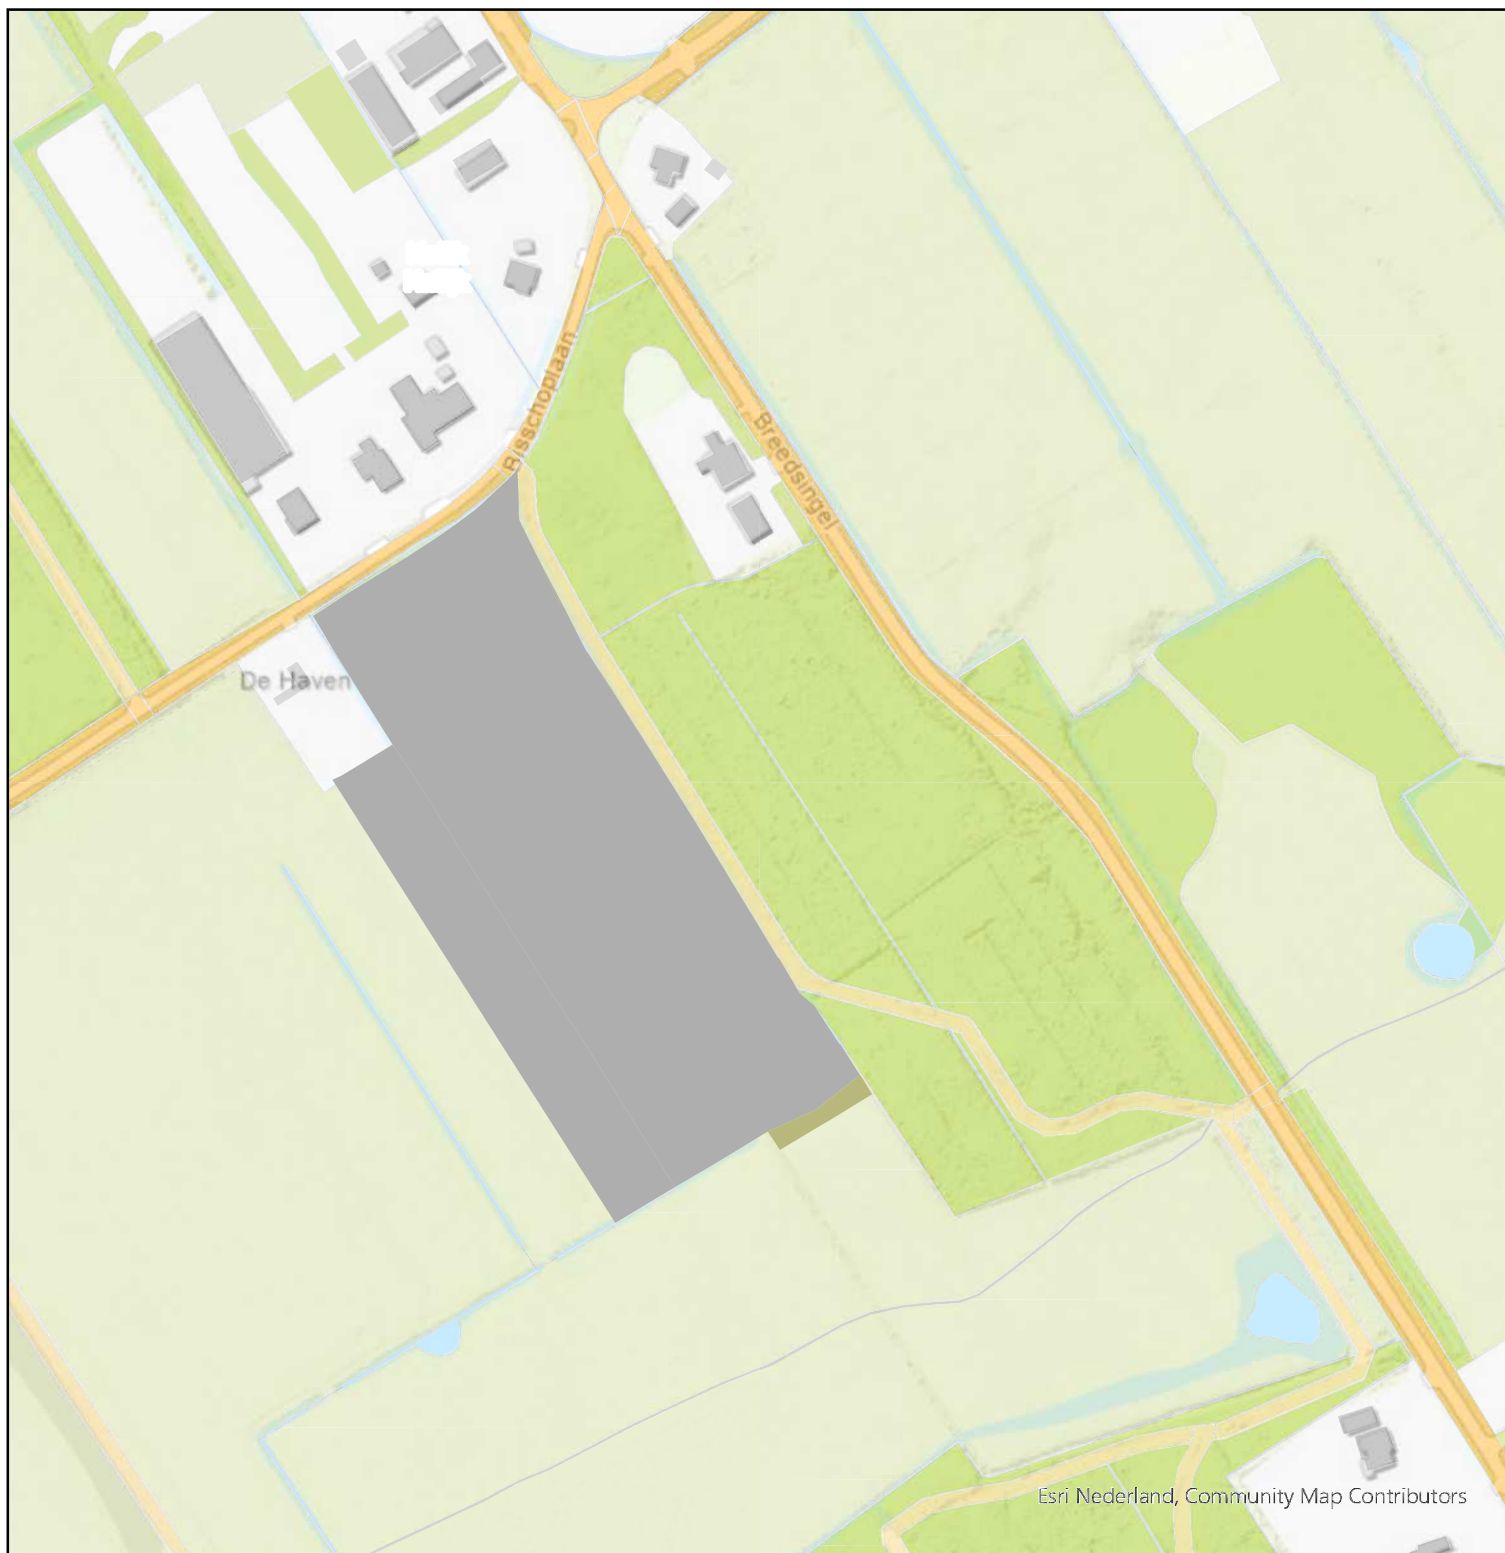 Bisschoplaan
Breedsingel
De Haven
Esri Nederland, Community Map Contributors